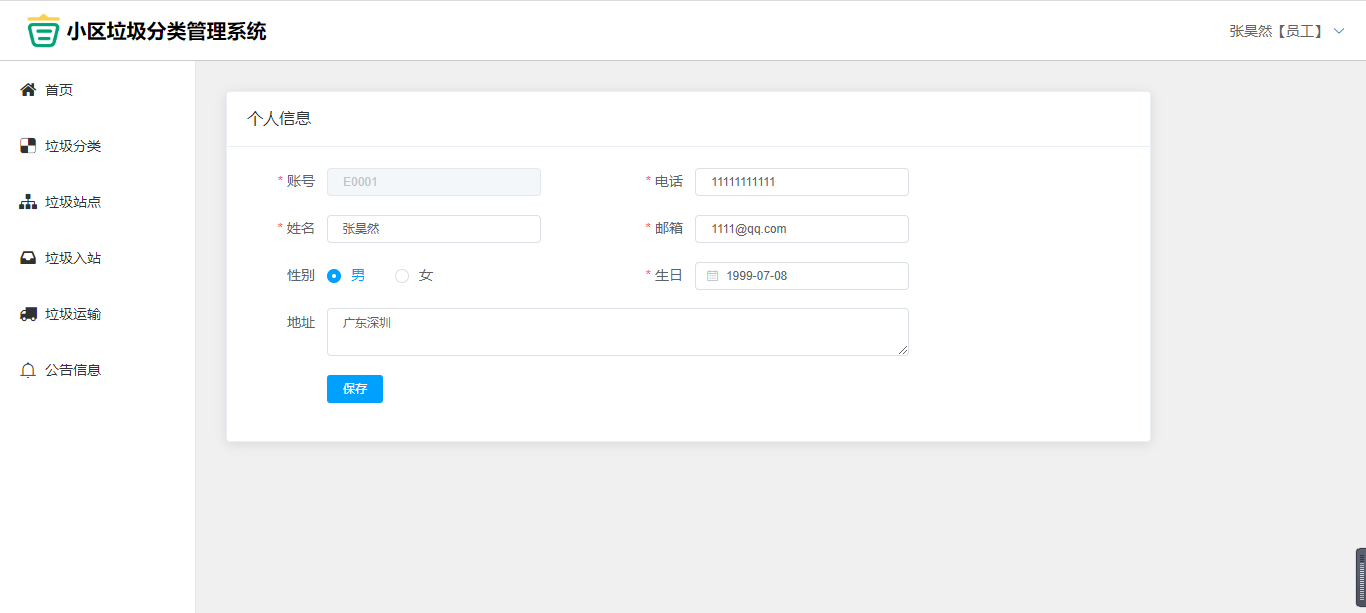 小区垃圾分类管理系统
张昊然【员工】
首页
垃圾分类
垃圾站点
垃圾入站
垃圾运输
公告信息
个人信息
* 账号 E0001
* 电话 11111111111
* 姓名 张昊然
* 邮箱 1111@qq.com
性别 男 女
* 生日 1999-07-08
地址 广东深圳
保存